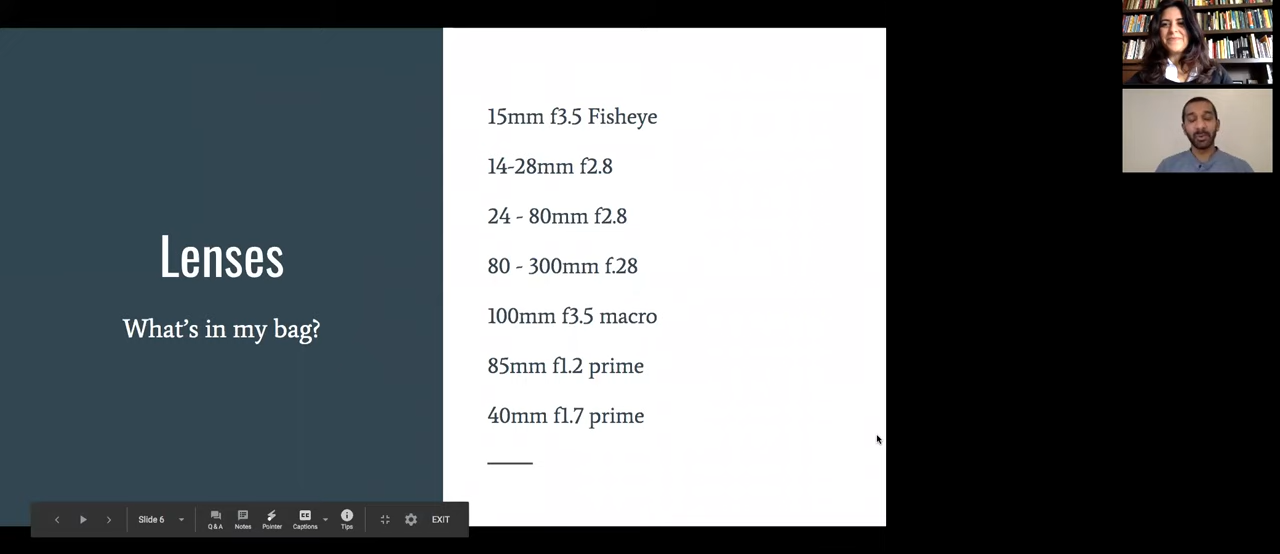 Lenses
What's in my bag?
15mm f3.5 Fisheye
14-28mm f2.8
24 - 80mm f2.8
80 - 300mm f.28
100mm f3.5 macro
85mm f1.2 prime
40mm f1.7 prime
Slide 6
Q&A
Notes
Pointer
Captions
Tips
EXIT